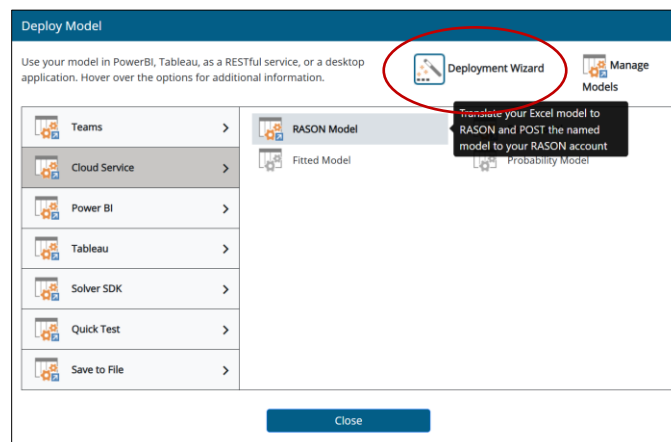 Deploy Model
Use your model in PowerBI, Tableau, as a RESTful service, or a desktop
application. Hover over the options for additional information.
Deployment Wizard
Manage
Models
Teams
Cloud Service
Power BI
Tableau
Solver SDK
Quick Test
Save to File
RASON Model
Fitted Model
Translate your Excel model to
RASON and POST the named
model to your RASON account
Probability Model
Close